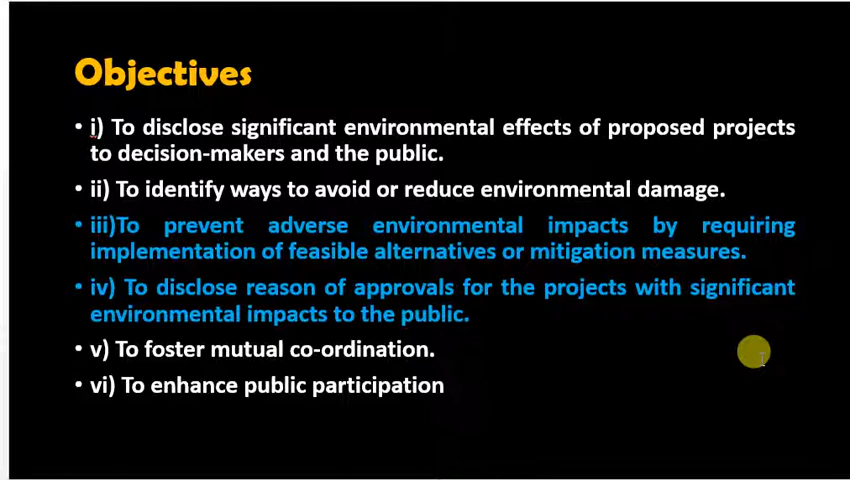 Objectives
• i) To disclose significant environmental effects of proposed projects
to decision-makers and the public.
• ii) To identify ways to avoid or reduce environmental damage.
• iii)To prevent adverse environmental impacts by requiring
implementation of feasible alternatives or mitigation measures.
• iv) To disclose reason of approvals for the projects with significant
environmental impacts to the public.
• v) To foster mutual co-ordination.
• vi) To enhance public participation